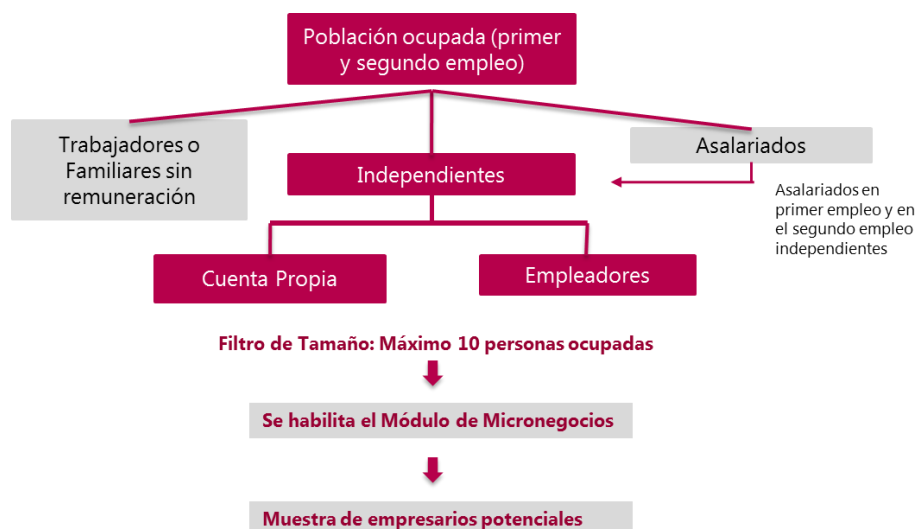 Población ocupada (primer
y segundo empleo)
Trabajadores o
Familiares sin
remuneración
Independientes
Asalariados
Asalariados en
primer empleo y en
el segundo empleo
independientes
Cuenta Propia
Empleadores
Filtro de Tamaño: Máximo 10 personas ocupadas
Se habilita el Módulo de Micronegocios
Muestra de empresarios potenciales